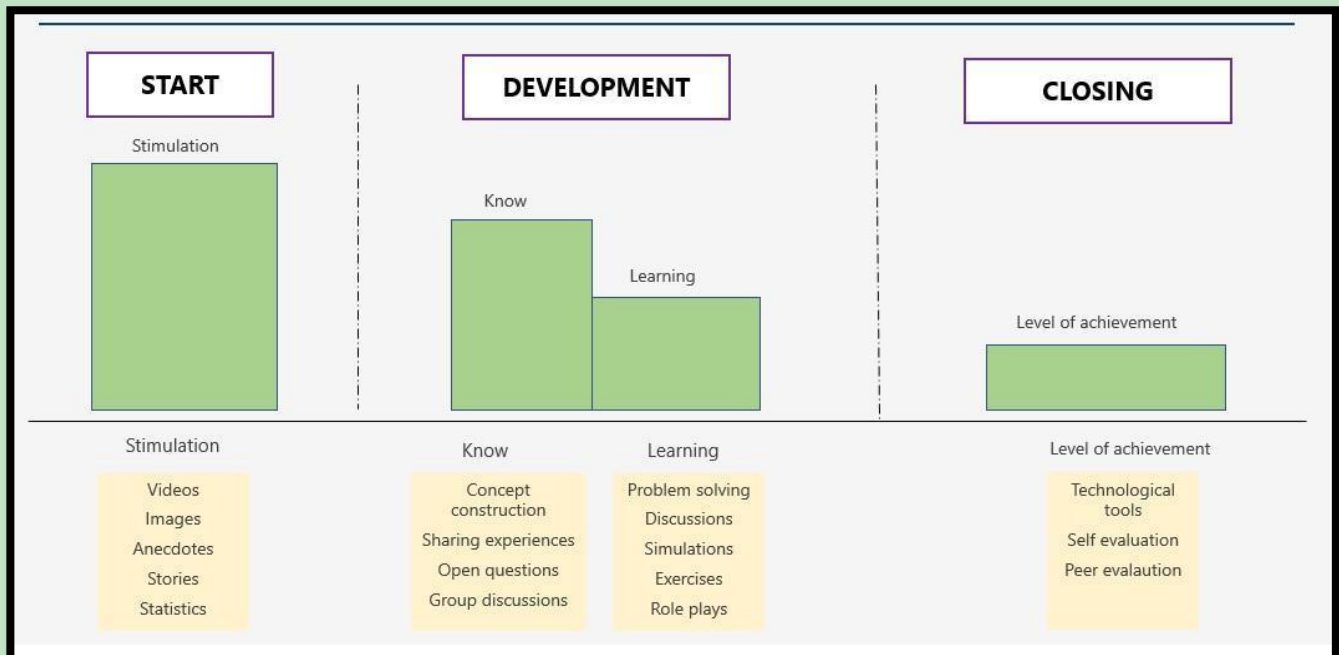 START
DEVELOPMENT
CLOSING
Stimulation
Know
Learning
Level of achievement
Stimulation
Videos
Images
Anecdotes
Stories
Statistics
Know
Concept
construction
Sharing experiences
Open questions
Group discussions
Learning
Problem solving
Discussions
Simulations
Exercises
Role plays
Level of achievement
Technological
tools
Self evaluation
Peer evalaution